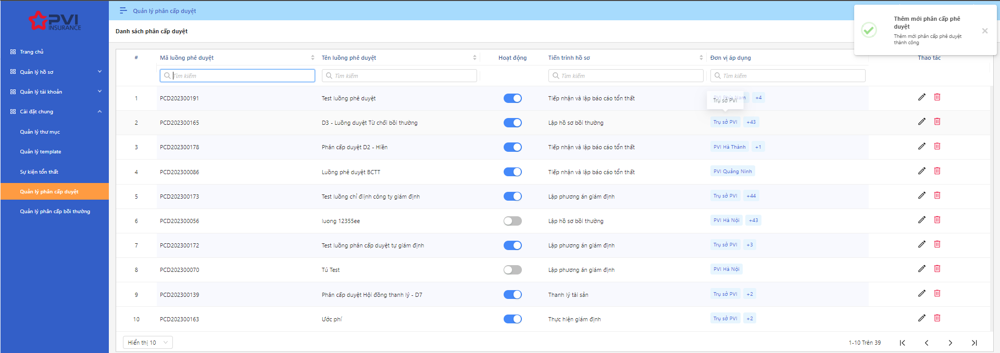 PVI
INSURANCE
Trang chủ
Quản lý hồ sơ
Quản lý tài khoản
Cài đặt chung
Quản lý thư mục
Quản lý template
Sự kiện tổn thất
Quản lý phân cấp duyệt
Quản lý phân cấp bồi thường
Quản lý phân cấp duyệt
Danh sách phân cấp duyệt
Thêm mới phân cấp phê
duyệt
Thêm mới phân cấp phê duyệt
thành công
# Mã luồng phê duyệt Tên luồng phê duyệt Hoạt động Tiến trình hồ sơ Đơn vị áp dụng Thao tác
Tìm kiếm Tìm kiếm Tìm kiếm Tìm kiếm
1 PCD202300191 Test luồng phê duyệt Tiếp nhận và lập báo cáo tổn thất PVI Phía Nam +4
Trụ sở PVI
2 PCD202300165 D3 - Luồng duyệt Từ chối bồi thường Lập hồ sơ bồi thường Trụ sở PVI +43
3 PCD202300178 Phân cấp duyệt D2 - Hiền Tiếp nhận và lập báo cáo tổn thất PVI Hà Thành +1
4 PCD202300086 Luồng phê duyệt BCTT Tiếp nhận và lập báo cáo tổn thất PVI Quảng Ninh
5 PCD202300173 Test luồng chỉ điịnh công ty giám định Lập phương án giám định Trụ sở PVI +44
6 PCD202300056 luong 12355ee Lập hồ sơ bồi thường PVI Hà Nội +43
7 PCD202300172 Test luồng phân cấp duyệt tự giám định Lập phương án giám định Trụ sở PVI +3
8 PCD202300070 Tú Test Lập phương án giám định PVI Hà Nội
9 PCD202300139 Phân cấp duyệt Hội đồng thanh lý - D7 Thanh lý tài sản Trụ sở PVI +2
10 PCD202300163 Ước phí Thực hiện giám định Trụ sở PVI +2
Hiển thị 10
1-10 Trên 39